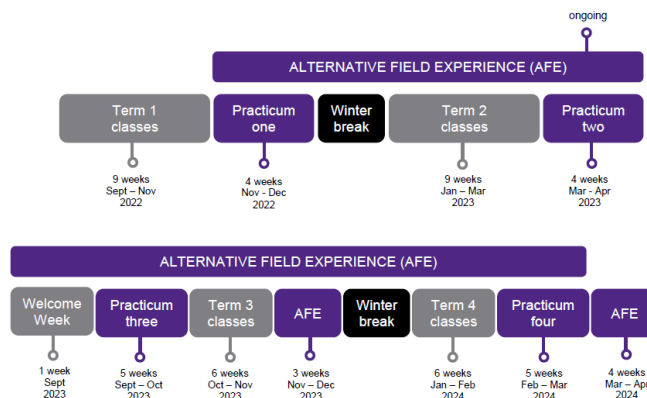 ongoing
ALTERNATIVE FIELD EXPERIENCE (AFE)
Term 1
classes
Practicum
one
Winter
break
Term 2
classes
Practicum
two
9 weeks
Sept – Nov
2022
4 weeks
Nov - Dec
2022
9 weeks
Jan – Mar
2023
4 weeks
Mar - Apr
2023
ALTERNATIVE FIELD EXPERIENCE (AFE)
Welcome
Week
Practicum
three
Term 3
classes
AFE
Winter
break
Term 4
classes
Practicum
four
AFE
1 week
Sept
2023
5 weeks
Sept – Oct
2023
6 weeks
Oct – Nov
2023
3 weeks
Nov – Dec
2023
6 weeks
Jan – Feb
2024
5 weeks
Feb – Mar
2024
4 weeks
Mar – Apr
2024